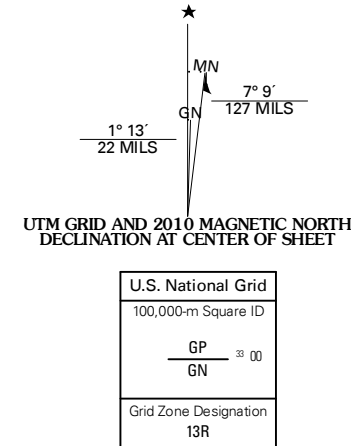 ★
MN
7° 9´
127 MILS
GN
1° 13´
22 MILS
UTM GRID AND 2010 MAGNETIC NORTH
DECLINATION AT CENTER OF SHEET
U.S. National Grid
100,000-m Square ID
GP
33 00
GN
Grid Zone Designation
13R